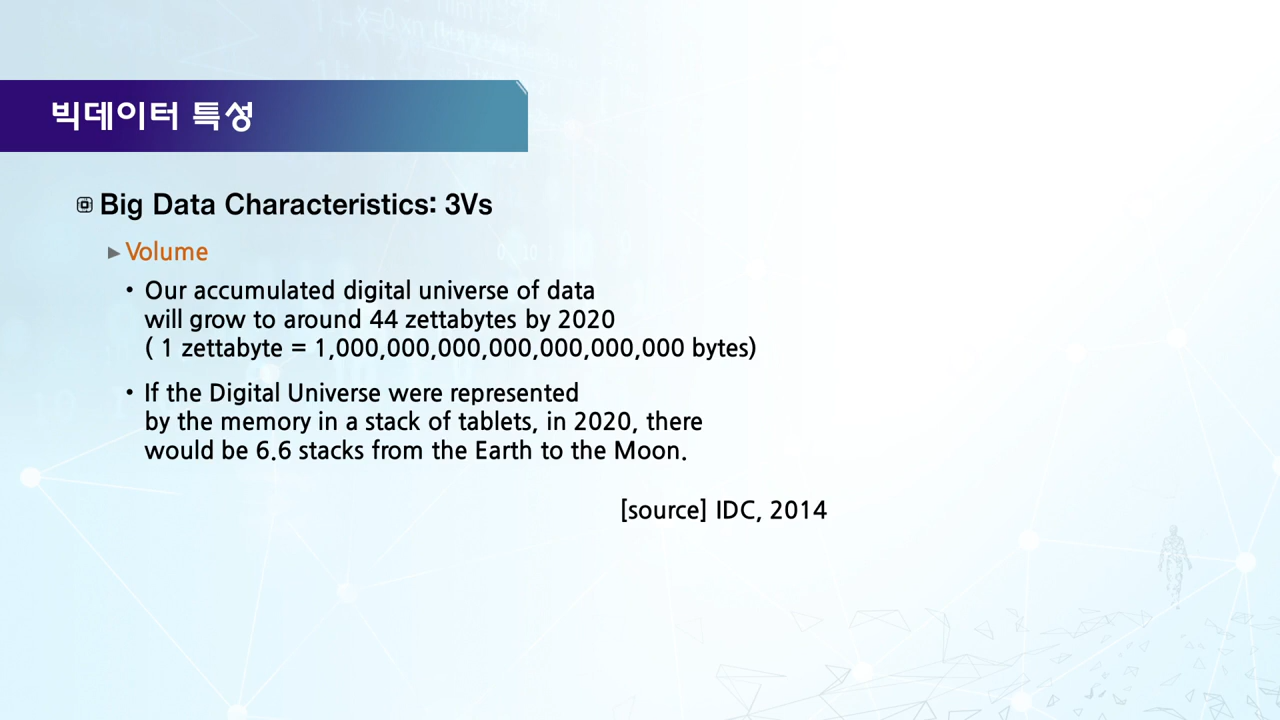 빅데이터 특성
Big Data Characteristics: 3Vs
Volume
• Our accumulated digital universe of data
will grow to around 44 zettabytes by 2020
( 1 zettabyte = 1,000,000,000,000,000,000,000 bytes)
• If the Digital Universe were represented
by the memory in a stack of tablets, in 2020, there
would be 6.6 stacks from the Earth to the Moon.
[source] IDC, 2014